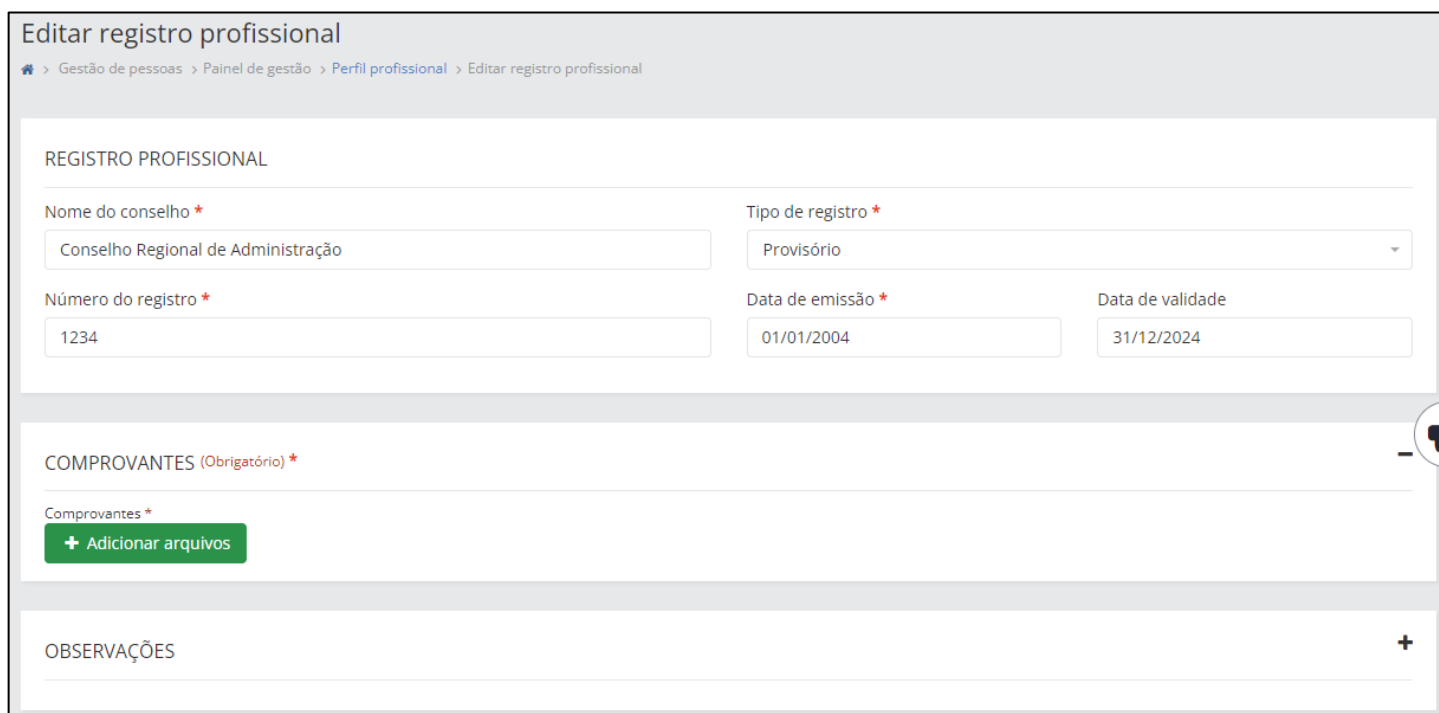 Editar registro profissional
> Gestão de pessoas > Painel de gestão > Perfil profissional > Editar registro profissional
REGISTRO PROFISSIONAL
Nome do conselho * Tipo de registro *
Conselho Regional de Administração Provisório
Número do registro * Data de emissão * Data de validade
1234 01/01/2004 31/12/2024
COMPROVANTES (Obrigatório) *
Comprovantes *
+ Adicionar arquivos
OBSERVAÇÕES